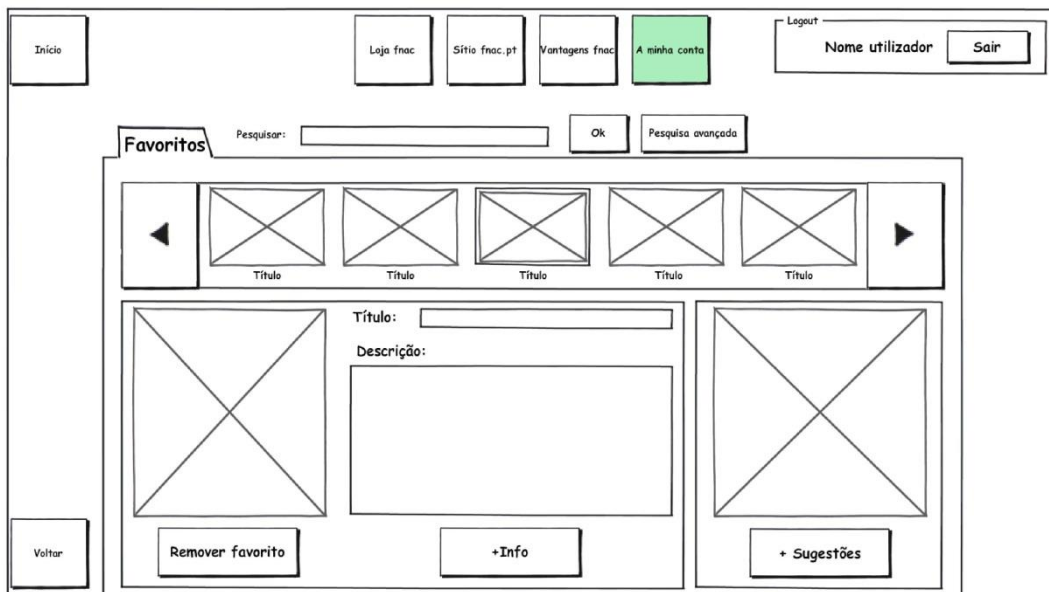 Início
Loja fnac
Sítio fnac.pt
Vantagens fnac
A minha conta
Logout
Nome utilizador
Sair
Favoritos
Pesquisar:
Ok
Pesquisa avançada
Título
Título
Título
Título
Título
Título:
Descrição:
Voltar
Remover favorito
+Info
+ Sugestões